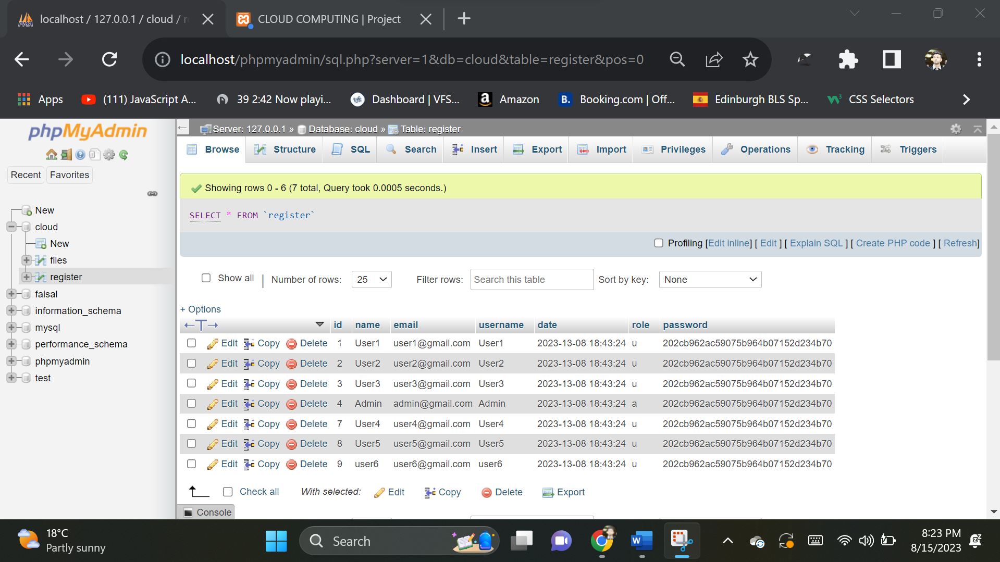 localhost / 127.0.0.1 / cloud / r
CLOUD COMPUTING | Project
localhost/phpmyadmin/sql.php?server=1&db=cloud&table=register&pos=0
Apps
(111) JavaScript A...
39 2:42 Now playi...
Dashboard | VFS...
Amazon
Booking.com | Off...
Edinburgh BLS Sp...
CSS Selectors
phpMyAdmin
Recent
Favorites
New
cloud
New
files
register
faisal
information_schema
mysql
performance_schema
phpmyadmin
test
Server: 127.0.0.1 » Database: cloud » Table: register
Browse Structure SQL Search Insert Export Import Privileges Operations Tracking Triggers
Showing rows 0 - 6 (7 total, Query took 0.0005 seconds.)
SELECT * FROM `register`
Profiling [Edit inline] [ Edit ] [ Explain SQL ] [ Create PHP code ] [ Refresh]
Show all | Number of rows: 25 Filter rows: Search this table Sort by key: None
+ Options
←T→ id name email username date role password
Edit Copy Delete 1 User1 user1@gmail.com User1 2023-13-08 18:43:24 u 202cb962ac59075b964b07152d234b70
Edit Copy Delete 2 User2 user2@gmail.com User2 2023-13-08 18:43:24 u 202cb962ac59075b964b07152d234b70
Edit Copy Delete 3 User3 user3@gmail.com User3 2023-13-08 18:43:24 u 202cb962ac59075b964b07152d234b70
Edit Copy Delete 4 Admin admin@gmail.com Admin 2023-13-08 18:43:24 a 202cb962ac59075b964b07152d234b70
Edit Copy Delete 7 User4 user4@gmail.com User4 2023-13-08 18:43:24 u 202cb962ac59075b964b07152d234b70
Edit Copy Delete 8 User5 user5@gmail.com User5 2023-13-08 18:43:24 u 202cb962ac59075b964b07152d234b70
Edit Copy Delete 9 user6 user6@gmail.com user6 2023-13-08 18:43:24 u 202cb962ac59075b964b07152d234b70
Check all With selected: Edit Copy Delete Export
Console
18°C
Partly sunny
Search
8:23 PM
8/15/2023